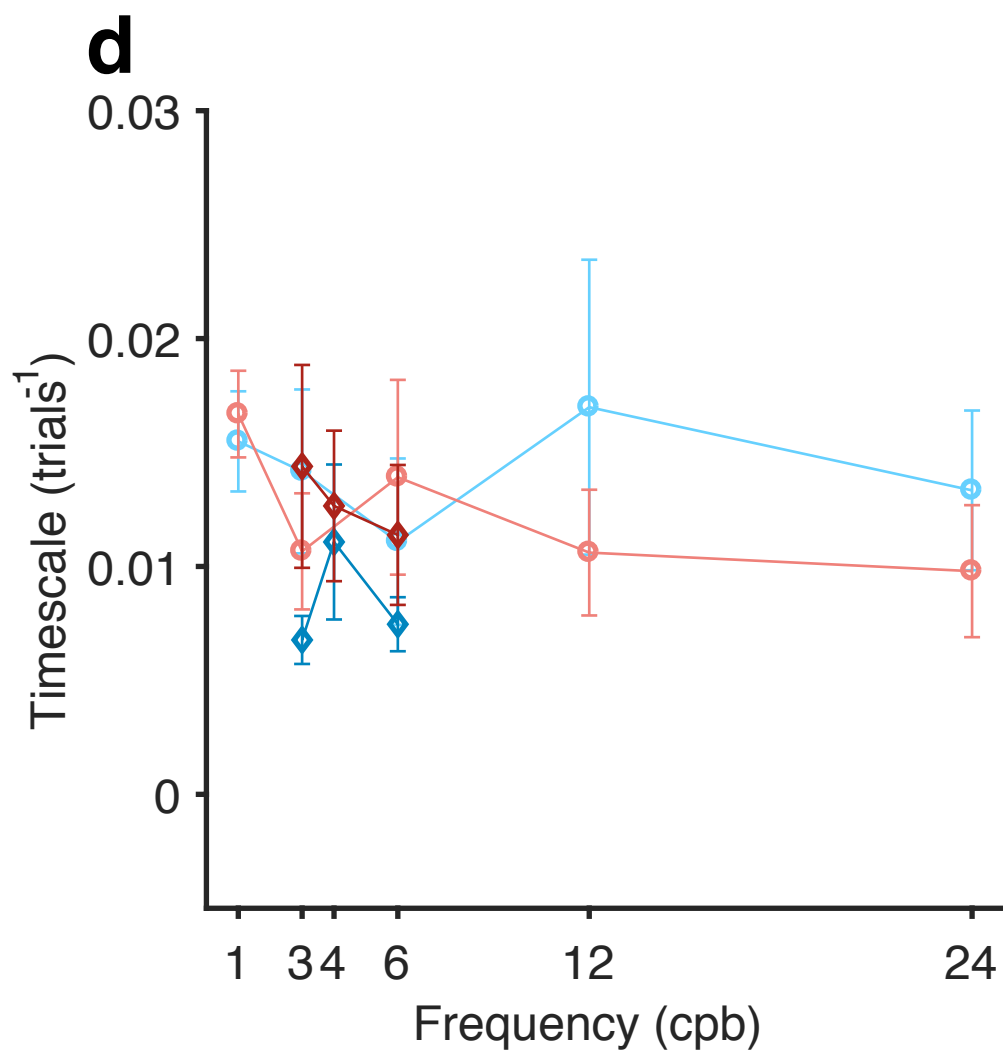 d
0.03
0.02
0.01
0
Timescale (trials-1)
1 3 4 6 12 24
Frequency (cpb)